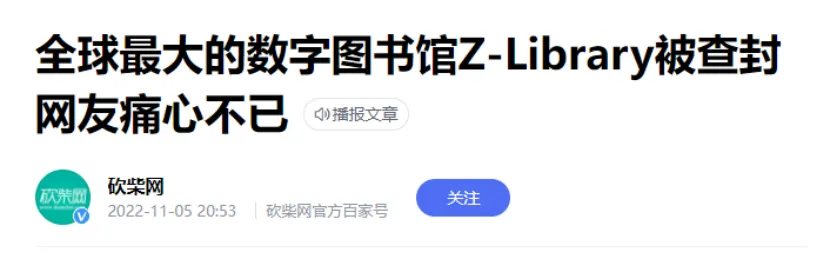 全球最大的数字图书馆Z-Library被查封
网友痛心不已 播报文章
砍柴网
砍柴网
2022-11-05 20:53 砍柴网官方百家号
关注